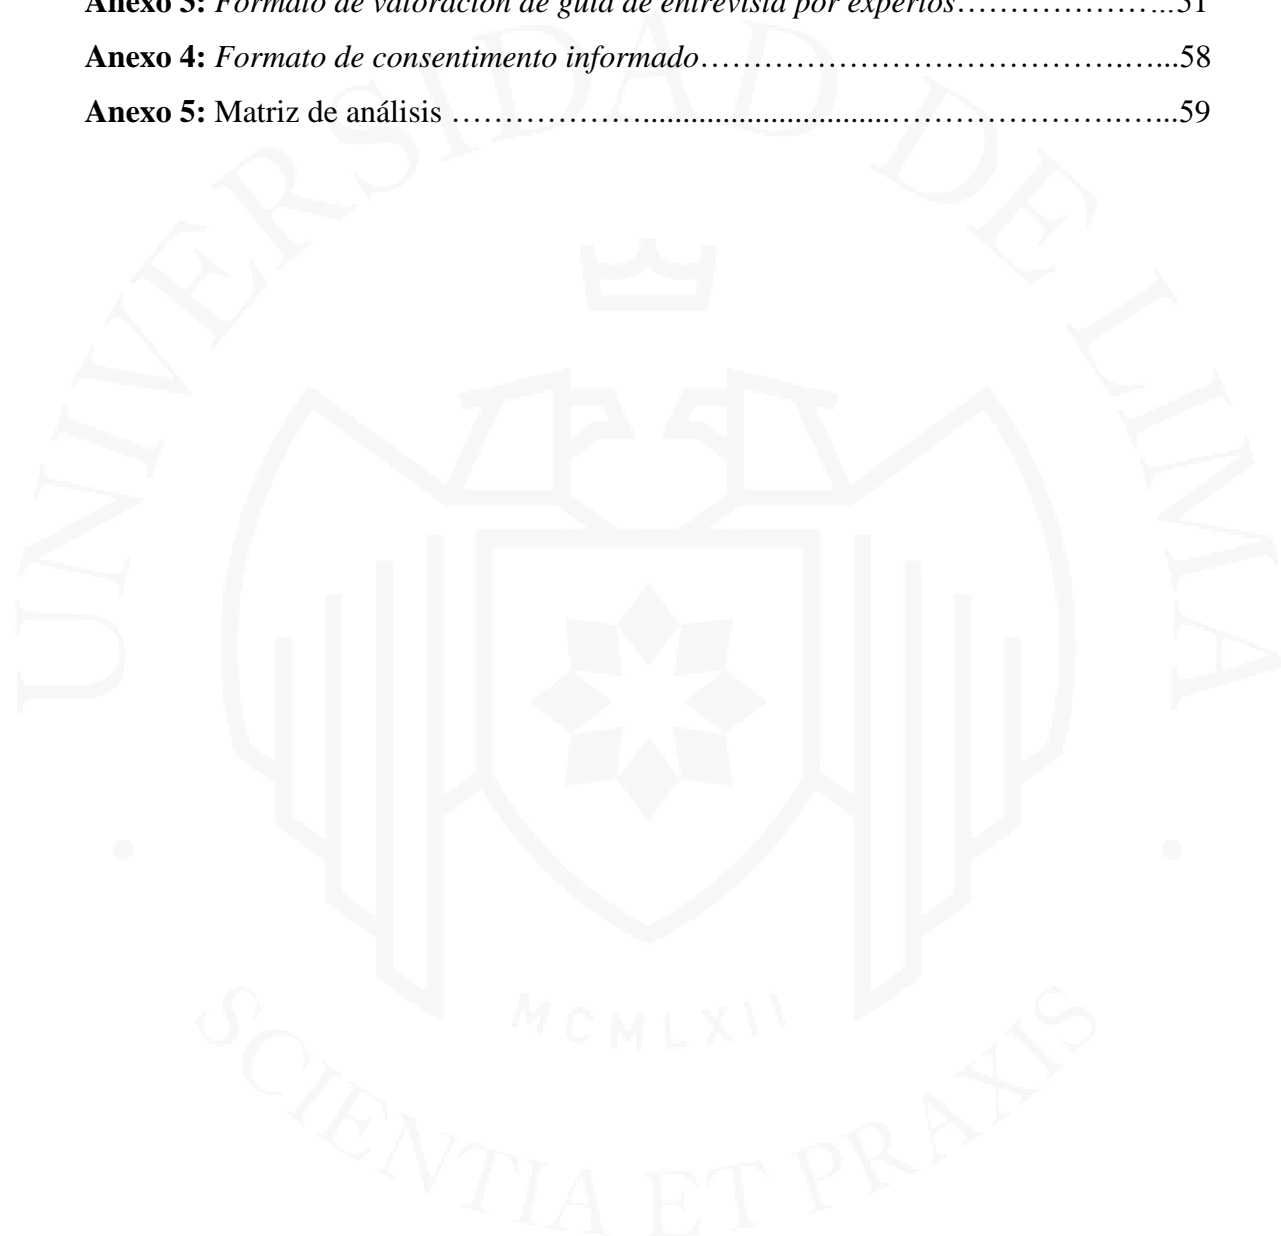 Anexo 3: Formato de valoración de guía de entrevista por expertos…………………...51
Anexo 4: Formato de consentimento informado…………………………………….…...58
Anexo 5: Matriz de análisis ………………...............................………………….…...59
UNIVERSIDAD DE LIMA
MCMLXII
SCIENTIA ET PRAXIS